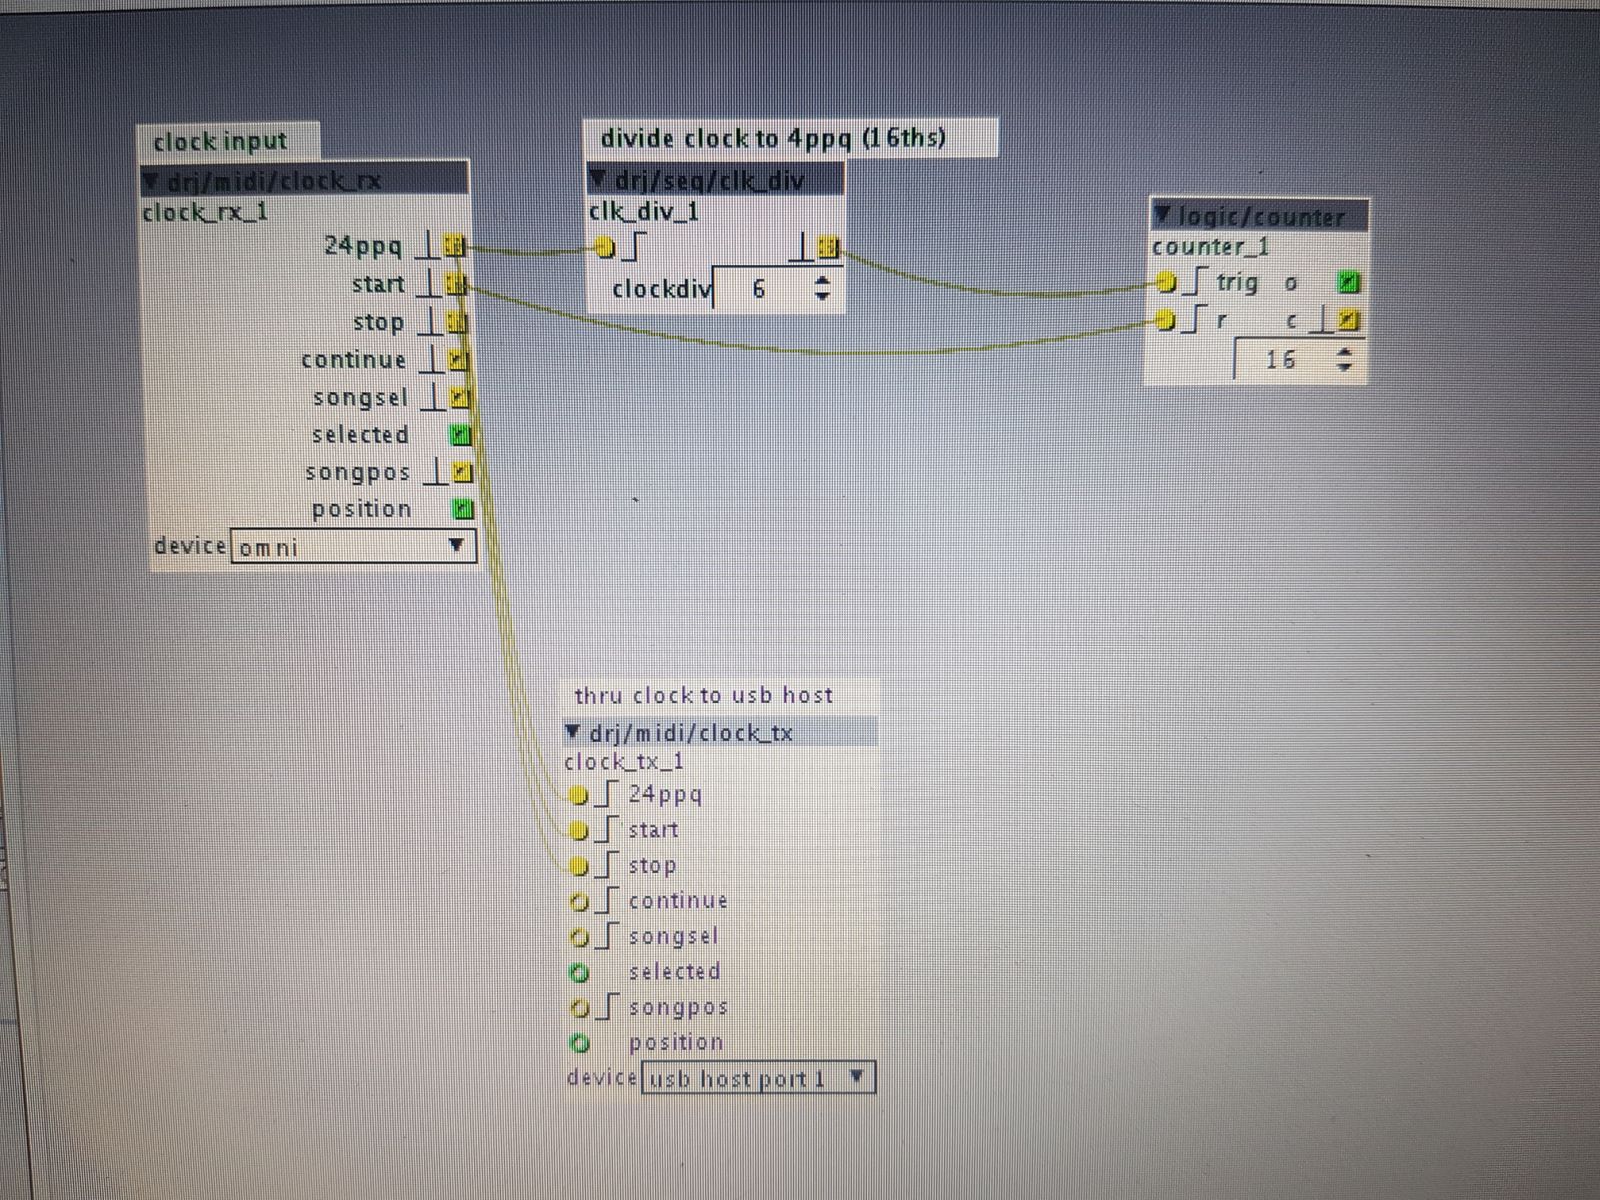 clock input
drj/midi/clock_rx
clock_rx_1
24ppq
start
stop
continue
songsel
selected
songpos
position
device omni
divide clock to 4ppq (16ths)
drj/seq/clk_div
clk_div_1
clockdiv 6
logic/counter
counter_1
trig o
r c
16
thru clock to usb host
drj/midi/clock_tx
clock_tx_1
24ppq
start
stop
continue
songsel
selected
songpos
position
device usb host port 1